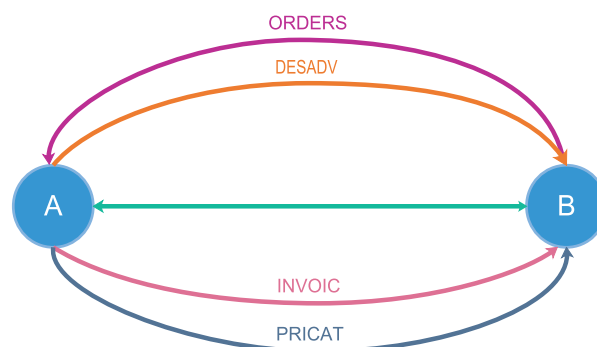 ORDERS
DESADV
A
B
INVOIC
PRICAT